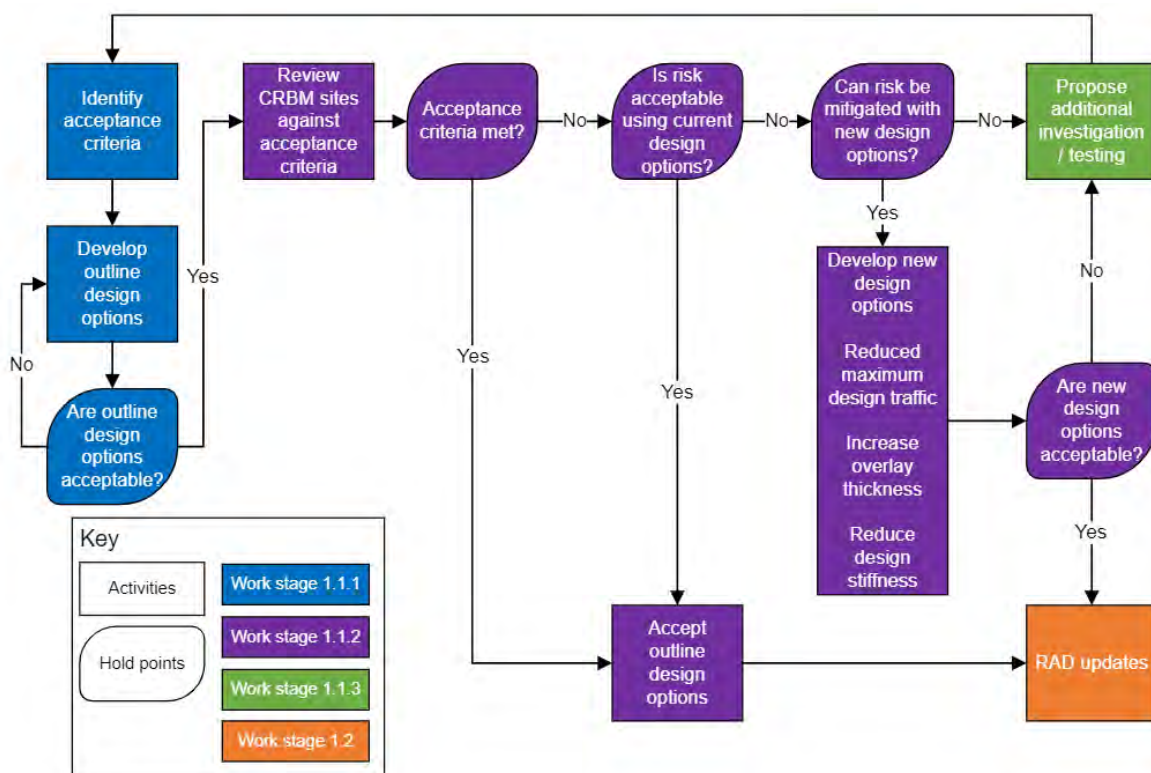 Identify
acceptance
criteria
Review
CRBM sites
against
acceptance
criteria
Acceptance
criteria met?
No
Is risk
acceptable
using current
design
options?
No
Can risk be
mitigated with
new design
options?
No
Propose
additional
investigation
/ testing
Develop
outline
design
options
Yes
No
Are outline
design
options
acceptable?
Yes
Yes
Yes
Develop new
design
options
Reduced
maximum
design traffic
Increase
overlay
thickness
Reduce
design
stiffness
No
Are new
design
options
acceptable?
Yes
Accept
outline
design
options
RAD updates
Key
Activities
Hold points
Work stage 1.1.1
Work stage 1.1.2
Work stage 1.1.3
Work stage 1.2